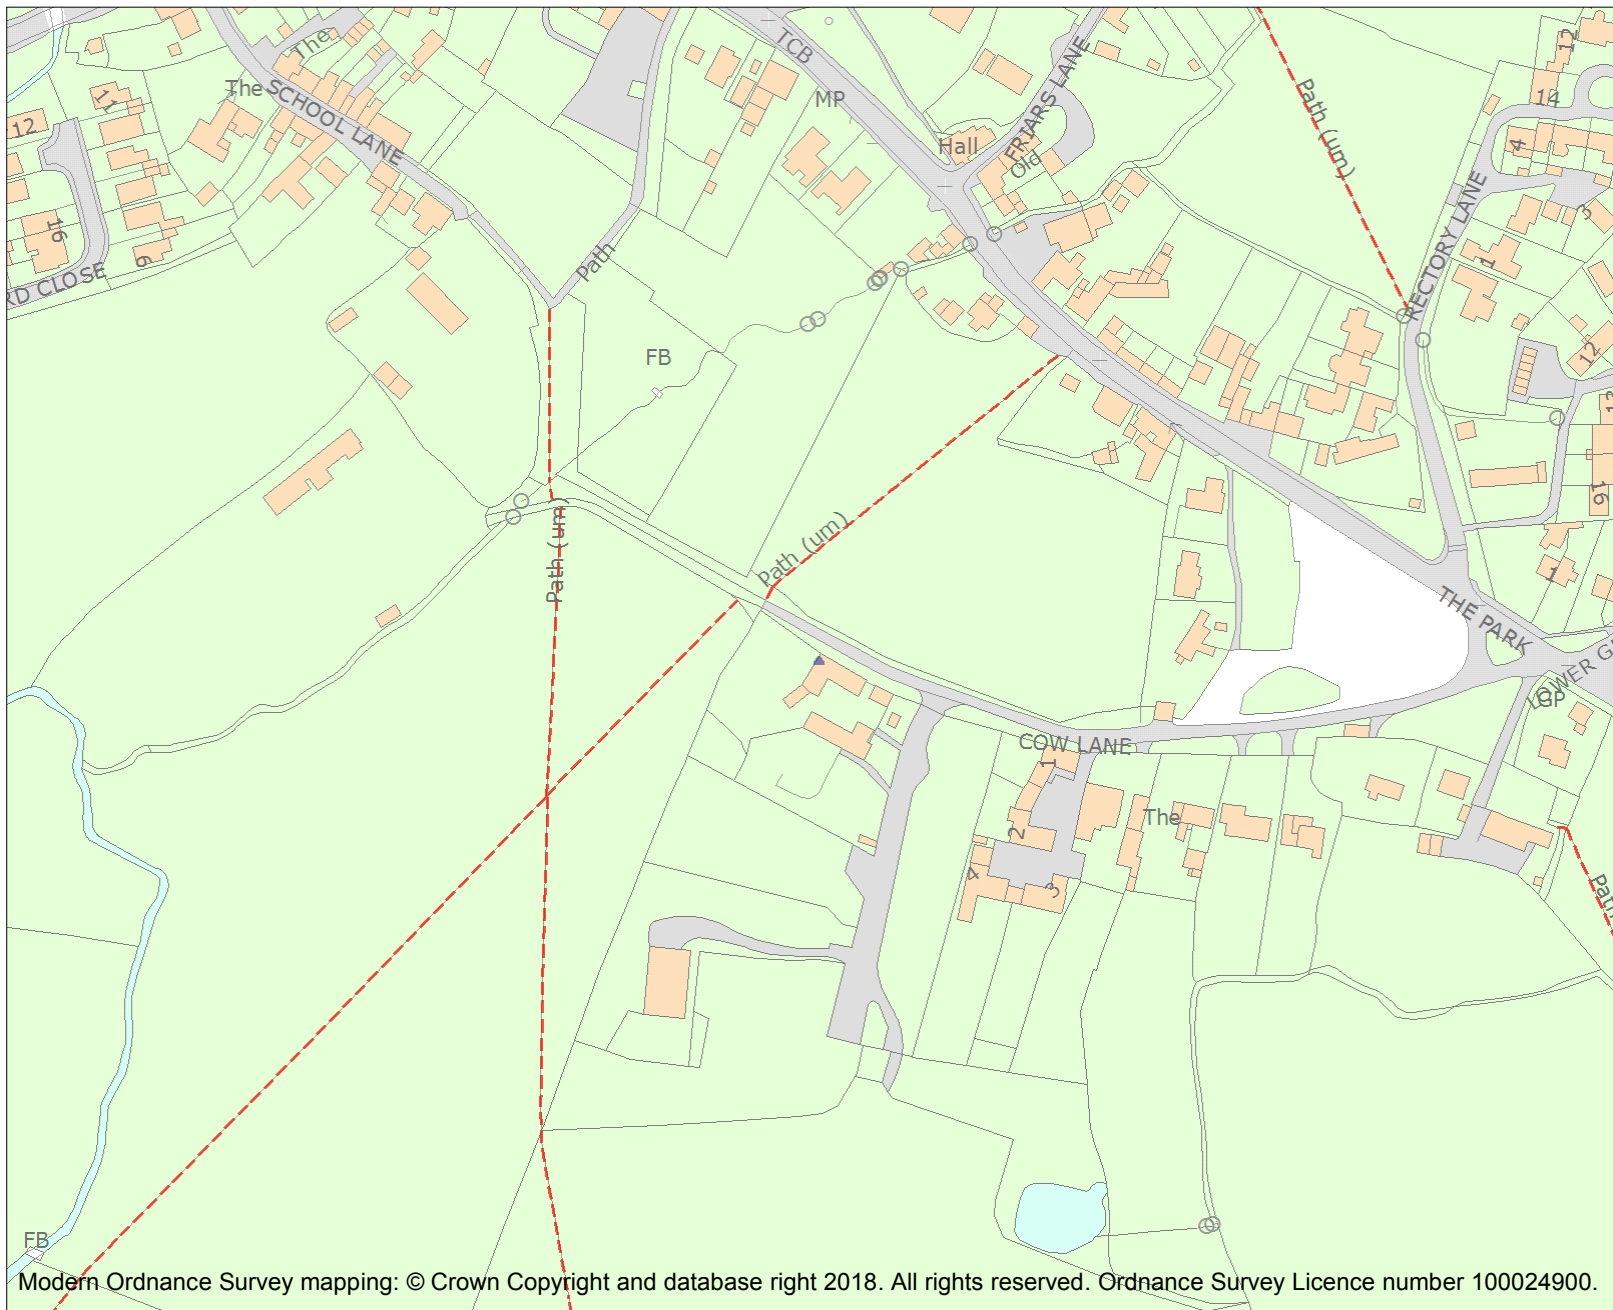 TCB
The
The
SCHOOL LANE
11
12
16
6
RD CLOSE
Path
MP
Hall
FRIARS LANE
Old
Path (um)
12
14
4
3
1
RECTORY LANE
12
13
16
1
FB
Path (um)
Path (um)
THE PARK
LOWER G
GP
COW LANE
1
2
The
4
3
Path
FB
Modern Ordnance Survey mapping: © Crown Copyright and database right 2018. All rights reserved. Ordnance Survey Licence number 100024900.